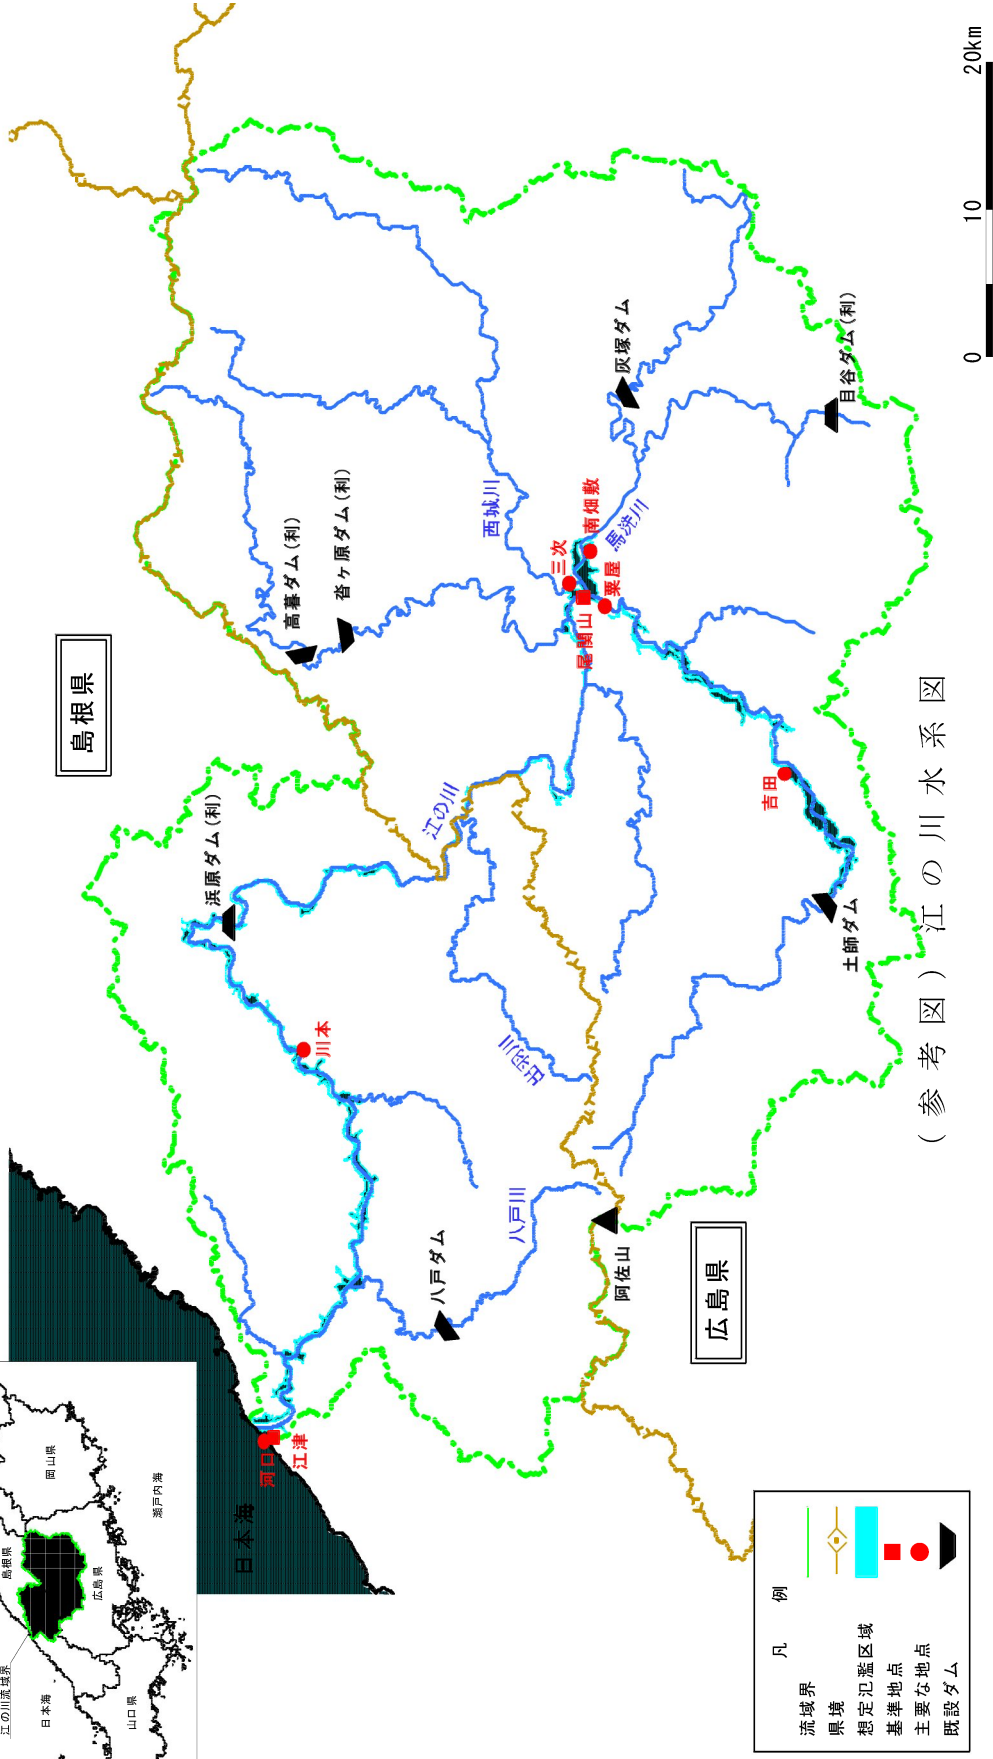 (参考図)江の川水系図
島根県
広島県
日本海
河口
江津
川本
浜原ダム(利)
江の川
高暮ダム(利)
沓ヶ原ダム(利)
西城川
三次
南畑敷
馬洗川
粟屋
尾関山
灰塚ダム
目谷ダム(利)
吉田
土師ダム
出羽川
八戸川
八戸ダム
阿佐山
0 10 20km
凡例
流域界
県境
想定氾濫区域
基準地点
主要な地点
既設ダム
江の川流域界
島根県
岡山県
広島県
山口県
日本海
瀬戸内海